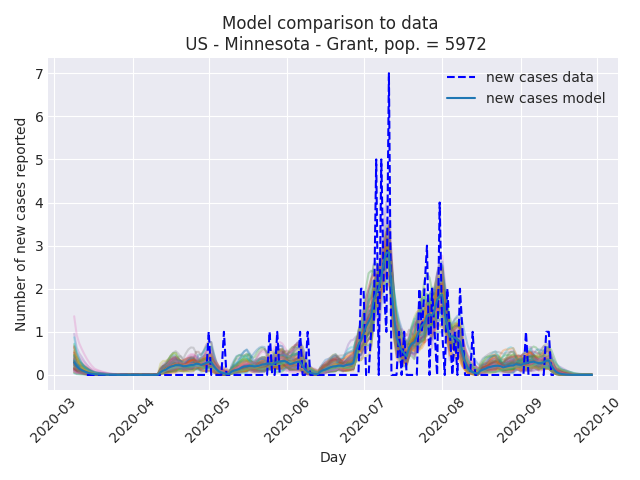 Model comparison to data
US - Minnesota - Grant, pop. = 5972
new cases data
new cases model
Number of new cases reported
7
6
5
4
3
2
1
0
2020-03
2020-04
2020-05
2020-06
2020-07
2020-08
2020-09
2020-10
Day